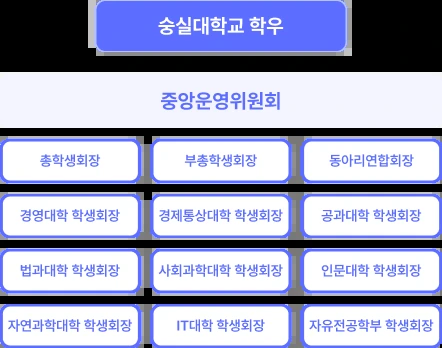 숭실대학교 학우
중앙운영위원회
총학생회장
부총학생회장
동아리연합회장
경영대학 학생회장
경제통상대학 학생회장
공과대학 학생회장
법과대학 학생회장
사회과학대학 학생회장
인문대학 학생회장
자연과학대학 학생회장
IT대학 학생회장
자유전공학부 학생회장